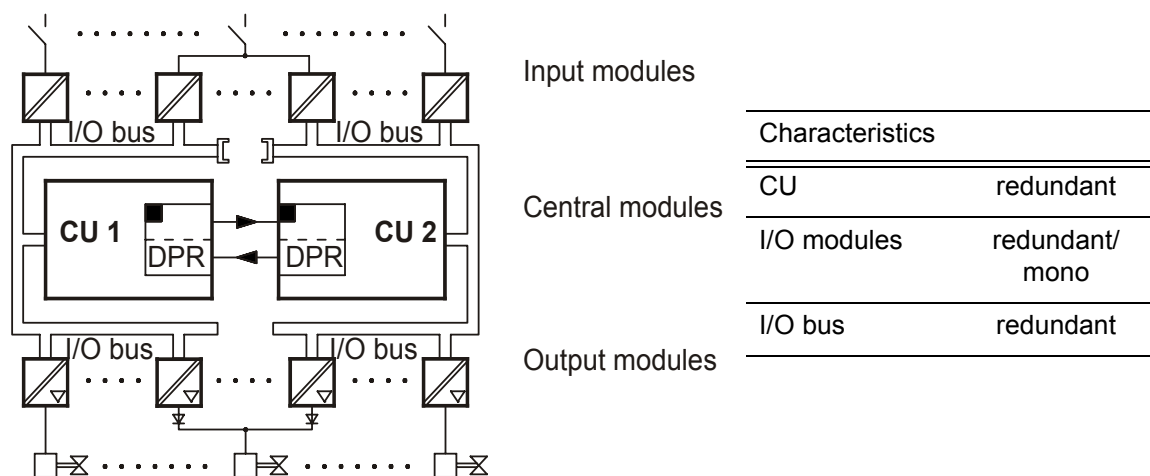 Input modules
I/O bus
I/O bus
Characteristics
CU redundant
Central modules
CU 1
CU 2
DPR
DPR
I/O modules redundant/
mono
I/O bus redundant
I/O bus
I/O bus
Output modules